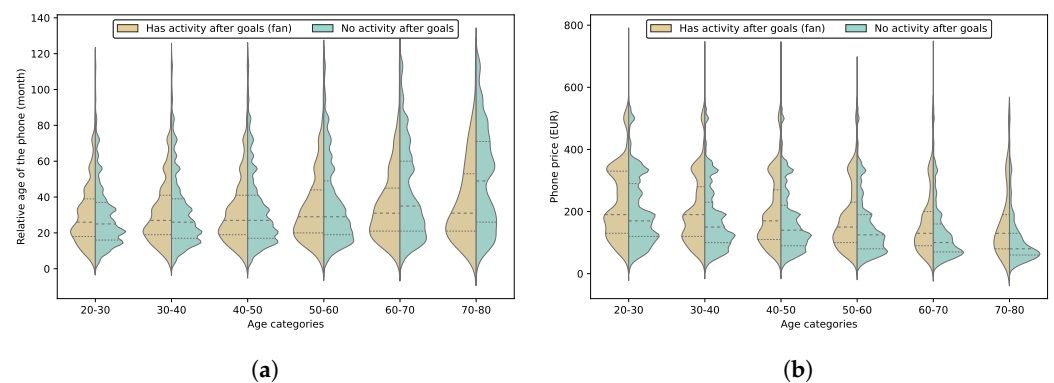 Has activity after goals (fan) No activity after goals
140
120
100
80
60
40
20
0
Relative age of the phone (month)
20-30 30-40 40-50 50-60 60-70 70-80
Age categories
(a)
Has activity after goals (fan) No activity after goals
800
600
400
200
0
Phone price (EUR)
20-30 30-40 40-50 50-60 60-70 70-80
Age categories
(b)